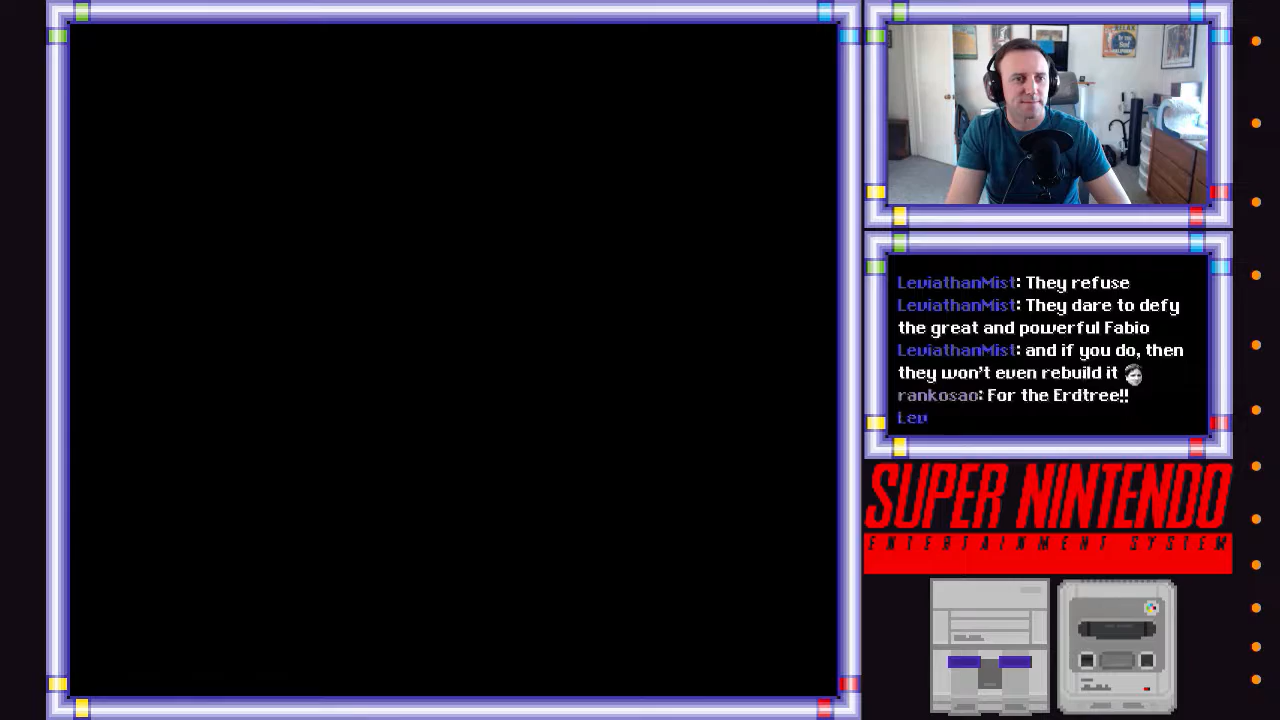 LeviathanMist: They refuse
LeviathanMist: They dare to defy
the great and powerful Fabio
LeviathanMist: and if you do, then
they won't even rebuild it
rankosao: For the Erdtree!!
Lev
SUPER NINTENDO
ENTERTAINMENT SYSTEM